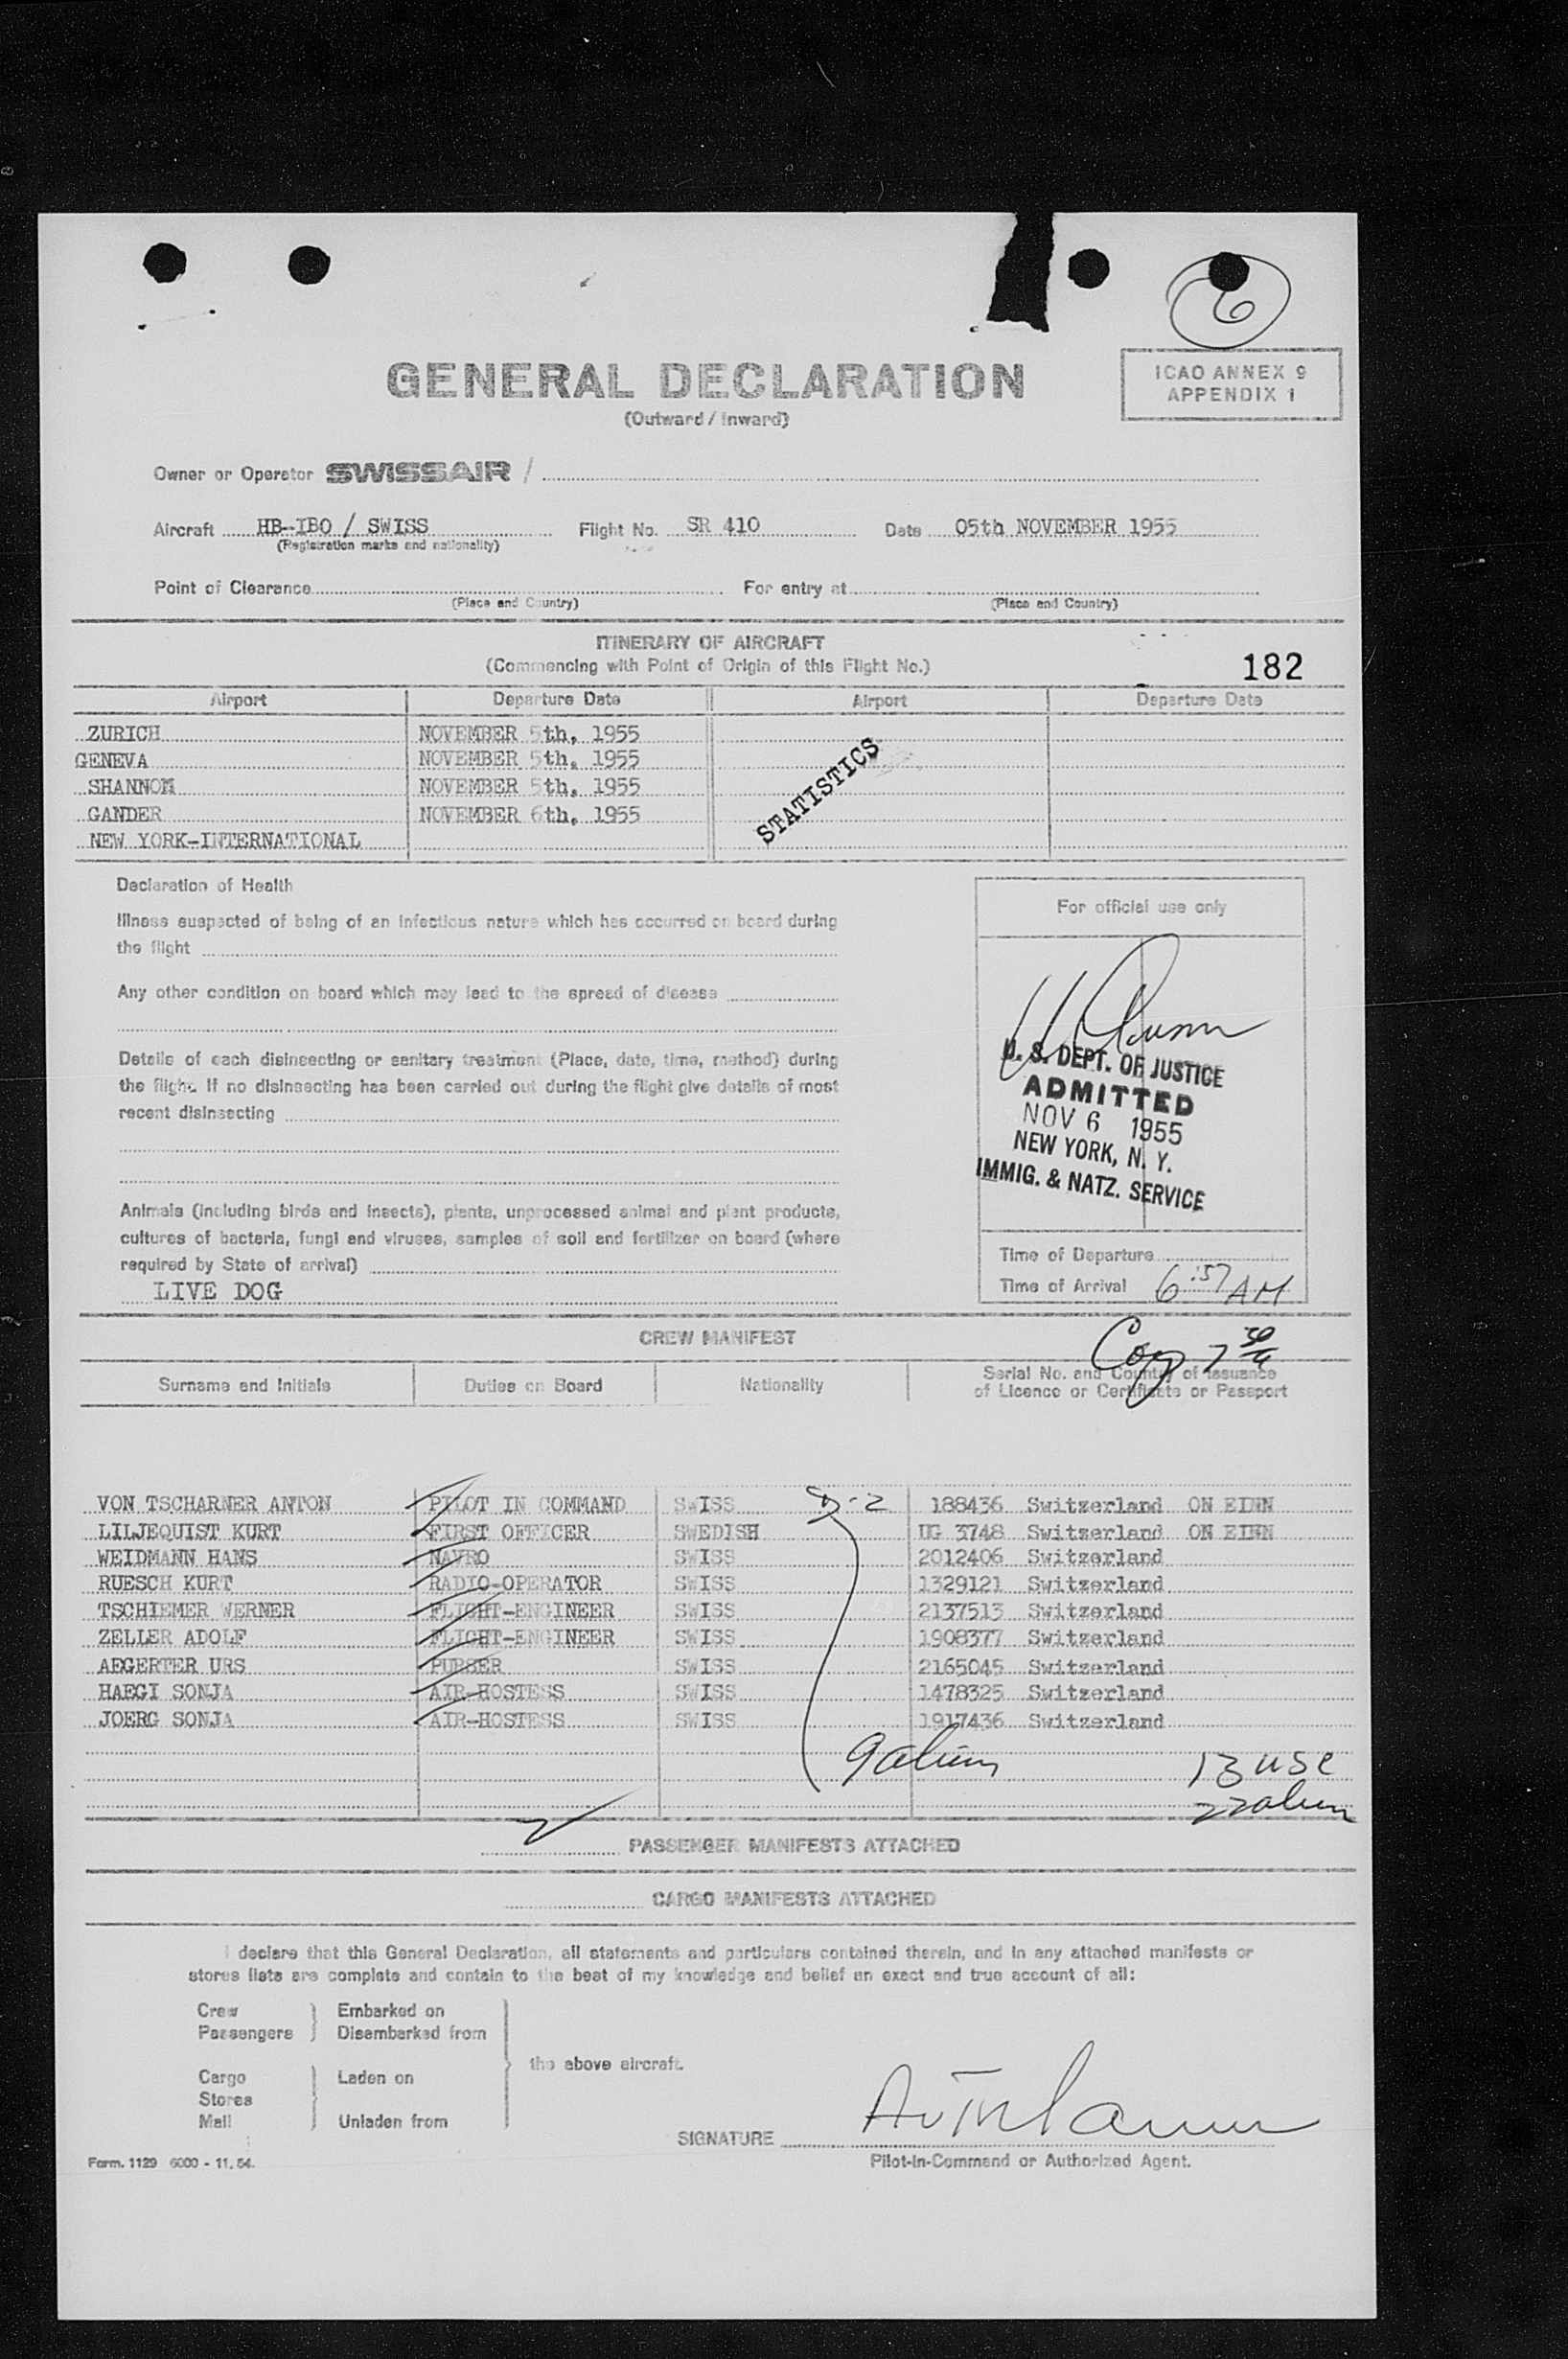 6
GENERAL DECLARATION
(Outward / Inward)
ICAO ANNEX 9
APPENDIX 1
Owner or Operator SWISSAIR /
Aircraft HB-IBO / SWISS Flight No. SR 410 Date 05th NOVEMBER 1955
(Registration marks and nationality)
Point of Clearance For entry at
(Place and Country) (Place and Country)
ITINERARY OF AIRCRAFT
(Commencing with Point of Origin of this Flight No.)
182
Airport Departure Date Airport Departure Date
ZURICH NOVEMBER 5th, 1955
GENEVA NOVEMBER 5th, 1955
SHANNON NOVEMBER 5th, 1955
GANDER NOVEMBER 6th, 1955
NEW YORK-INTERNATIONAL
STATISTICS
Declaration of Health
Illness suspected of being of an infectious nature which has occurred on board during
the flight
Any other condition on board which may lead to the spread of disease
Details of each disinsecting or sanitary treatment (Place, date, time, method) during
the flight. If no disinsecting has been carried out during the flight give details of most
recent disinsecting
Animals (including birds and insects), plants, unprocessed animal and plant products,
cultures of bacteria, fungi and viruses, samples of soil and fertilizer on board (where
required by State of arrival)
LIVE DOG
For official use only
U. S. DEPT. OF JUSTICE
ADMITTED
NOV 6 1955
NEW YORK, N. Y.
IMMIG. & NATZ. SERVICE
Time of Departure
Time of Arrival 6:57 AM
CREW MANIFEST
Surname and Initials Duties on Board Nationality Serial No. and Country of Issuance
of Licence or Certificate or Passport
VON TSCHARNER ANTON PILOT IN COMMAND SWISS 188436 Switzerland ON EINN
LILJEQUIST KURT FIRST OFFICER SWEDISH UG 3748 Switzerland ON EINN
WEIDMANN HANS NAVRO SWISS 2012406 Switzerland
RUESCH KURT RADIO-OPERATOR SWISS 1329121 Switzerland
TSCHIEMER WERNER FLIGHT-ENGINEER SWISS 2137513 Switzerland
ZELLER ADOLF FLIGHT-ENGINEER SWISS 1908377 Switzerland
AEGERTER URS PURSER SWISS 2165045 Switzerland
HAEGI SONJA AIR-HOSTESS SWISS 1478325 Switzerland
JOERG SONJA AIR-HOSTESS SWISS 1917436 Switzerland
9 alien
13 USC
PASSENGER MANIFESTS ATTACHED
CARGO MANIFESTS ATTACHED
I declare that this General Declaration, all statements and particulars contained therein, and in any attached manifests or
stores lists are complete and contain to the best of my knowledge and belief an exact and true account of all:
Crew Embarked on
Passengers Disembarked from
the above aircraft.
Cargo Laden on
Stores
Mail Unladen from
SIGNATURE
Pilot-in-Command or Authorized Agent.
Form. 1129 6000 - 11. 54.